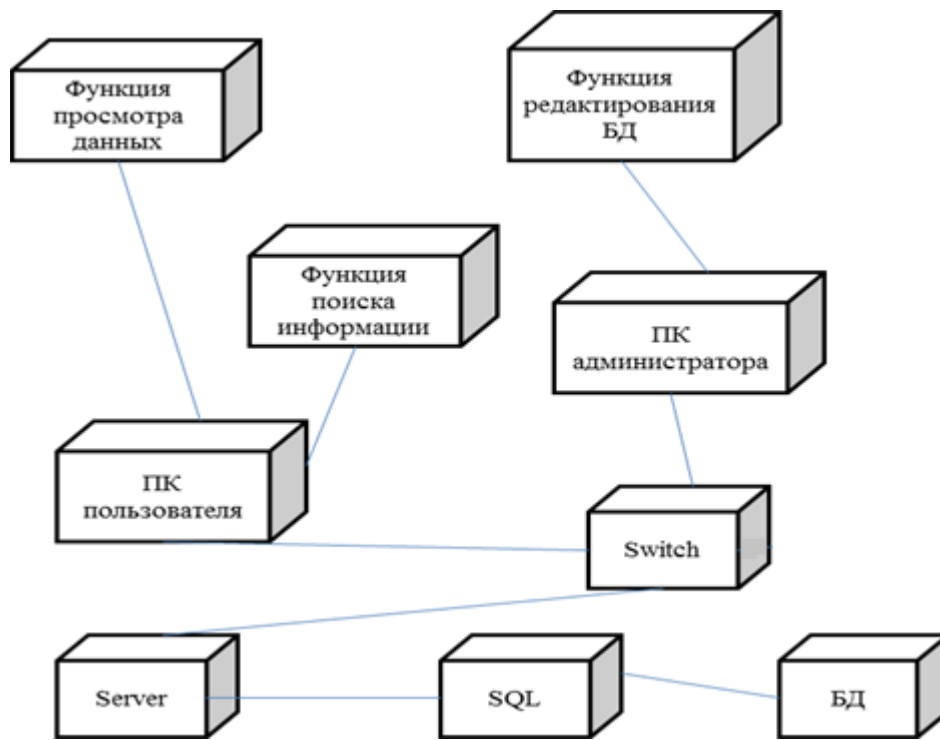 Функция
просмотра
данных
Функция
редактирования
БД
Функция
поиска
информации
ПК
администратора
ПК
пользователя
Switch
Server
SQL
БД